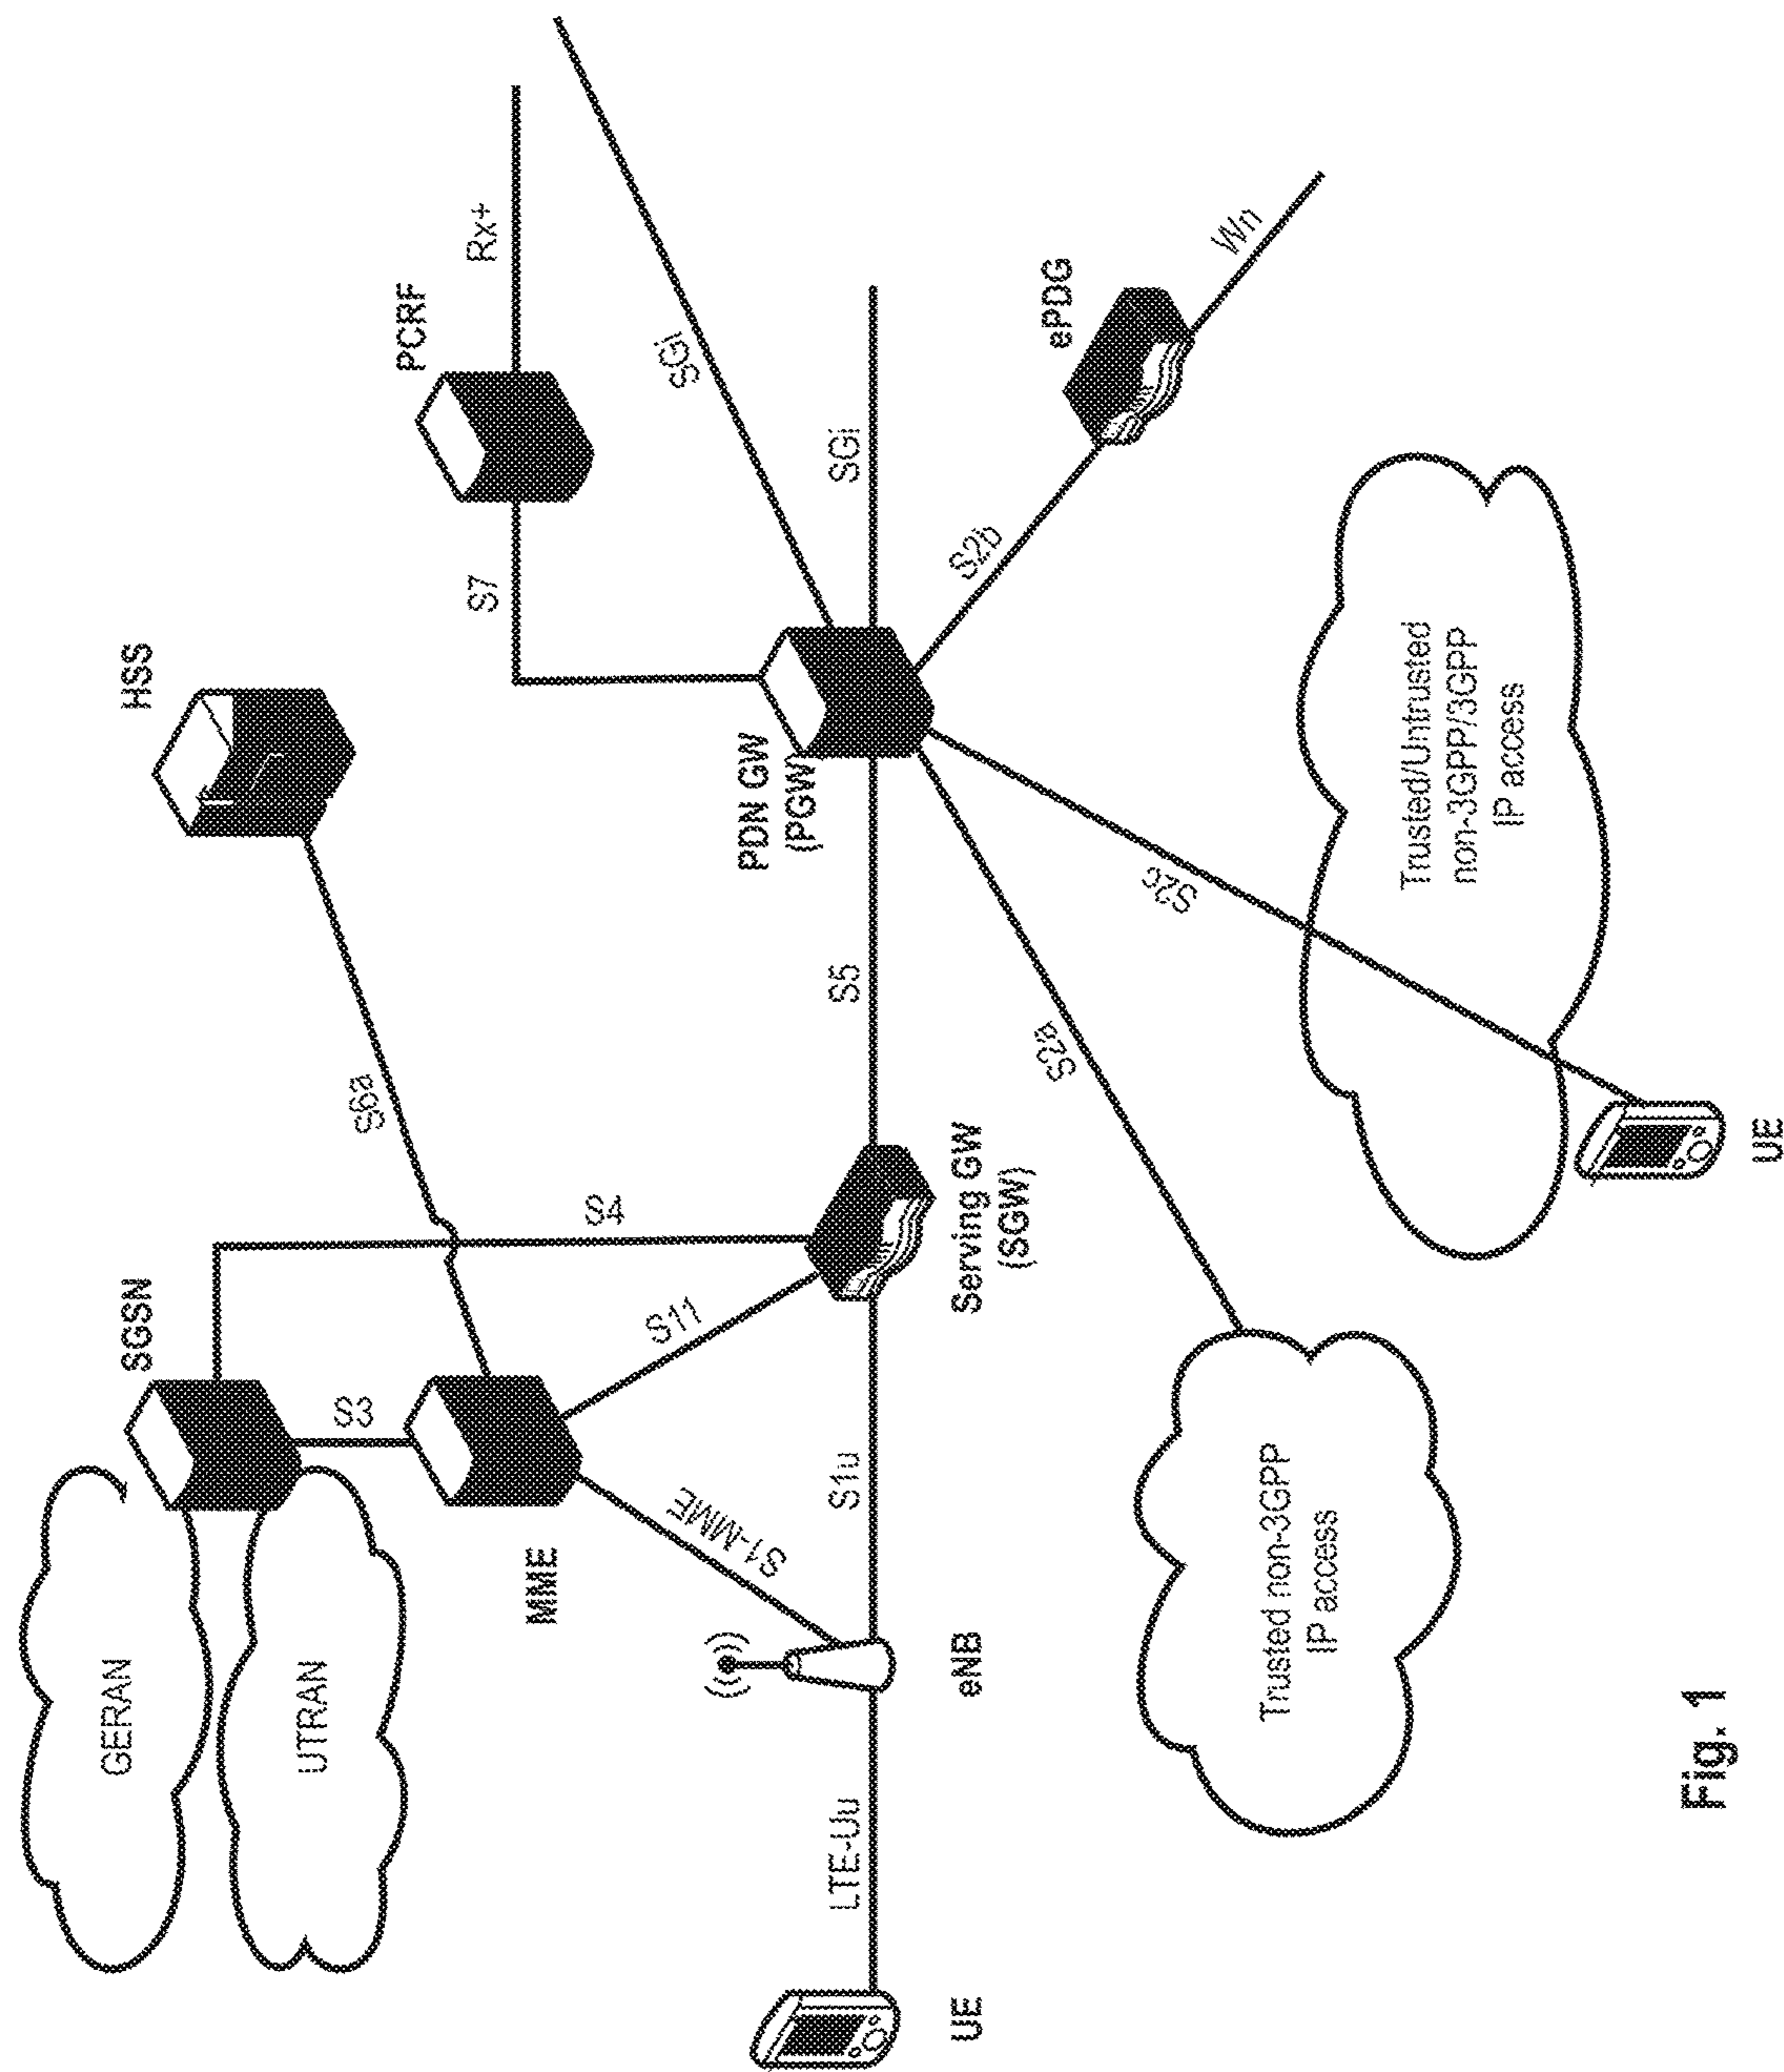 GERAN
UTRAN
SGSN
HSS
S3
S6a
S4
MME
S11
S1-MME
PCRF
Rx+
S7
SGi
UE
LTE-Uu
eNB
S1u
Serving GW
(SGW)
S5
PDN GW
(PGW)
SGi
S2a
S2c
S2b
ePDG
Wn
Trusted non-3GPP
IP access
Trusted/Untrusted
non-3GPP/3GPP
IP access
UE
Fig. 1